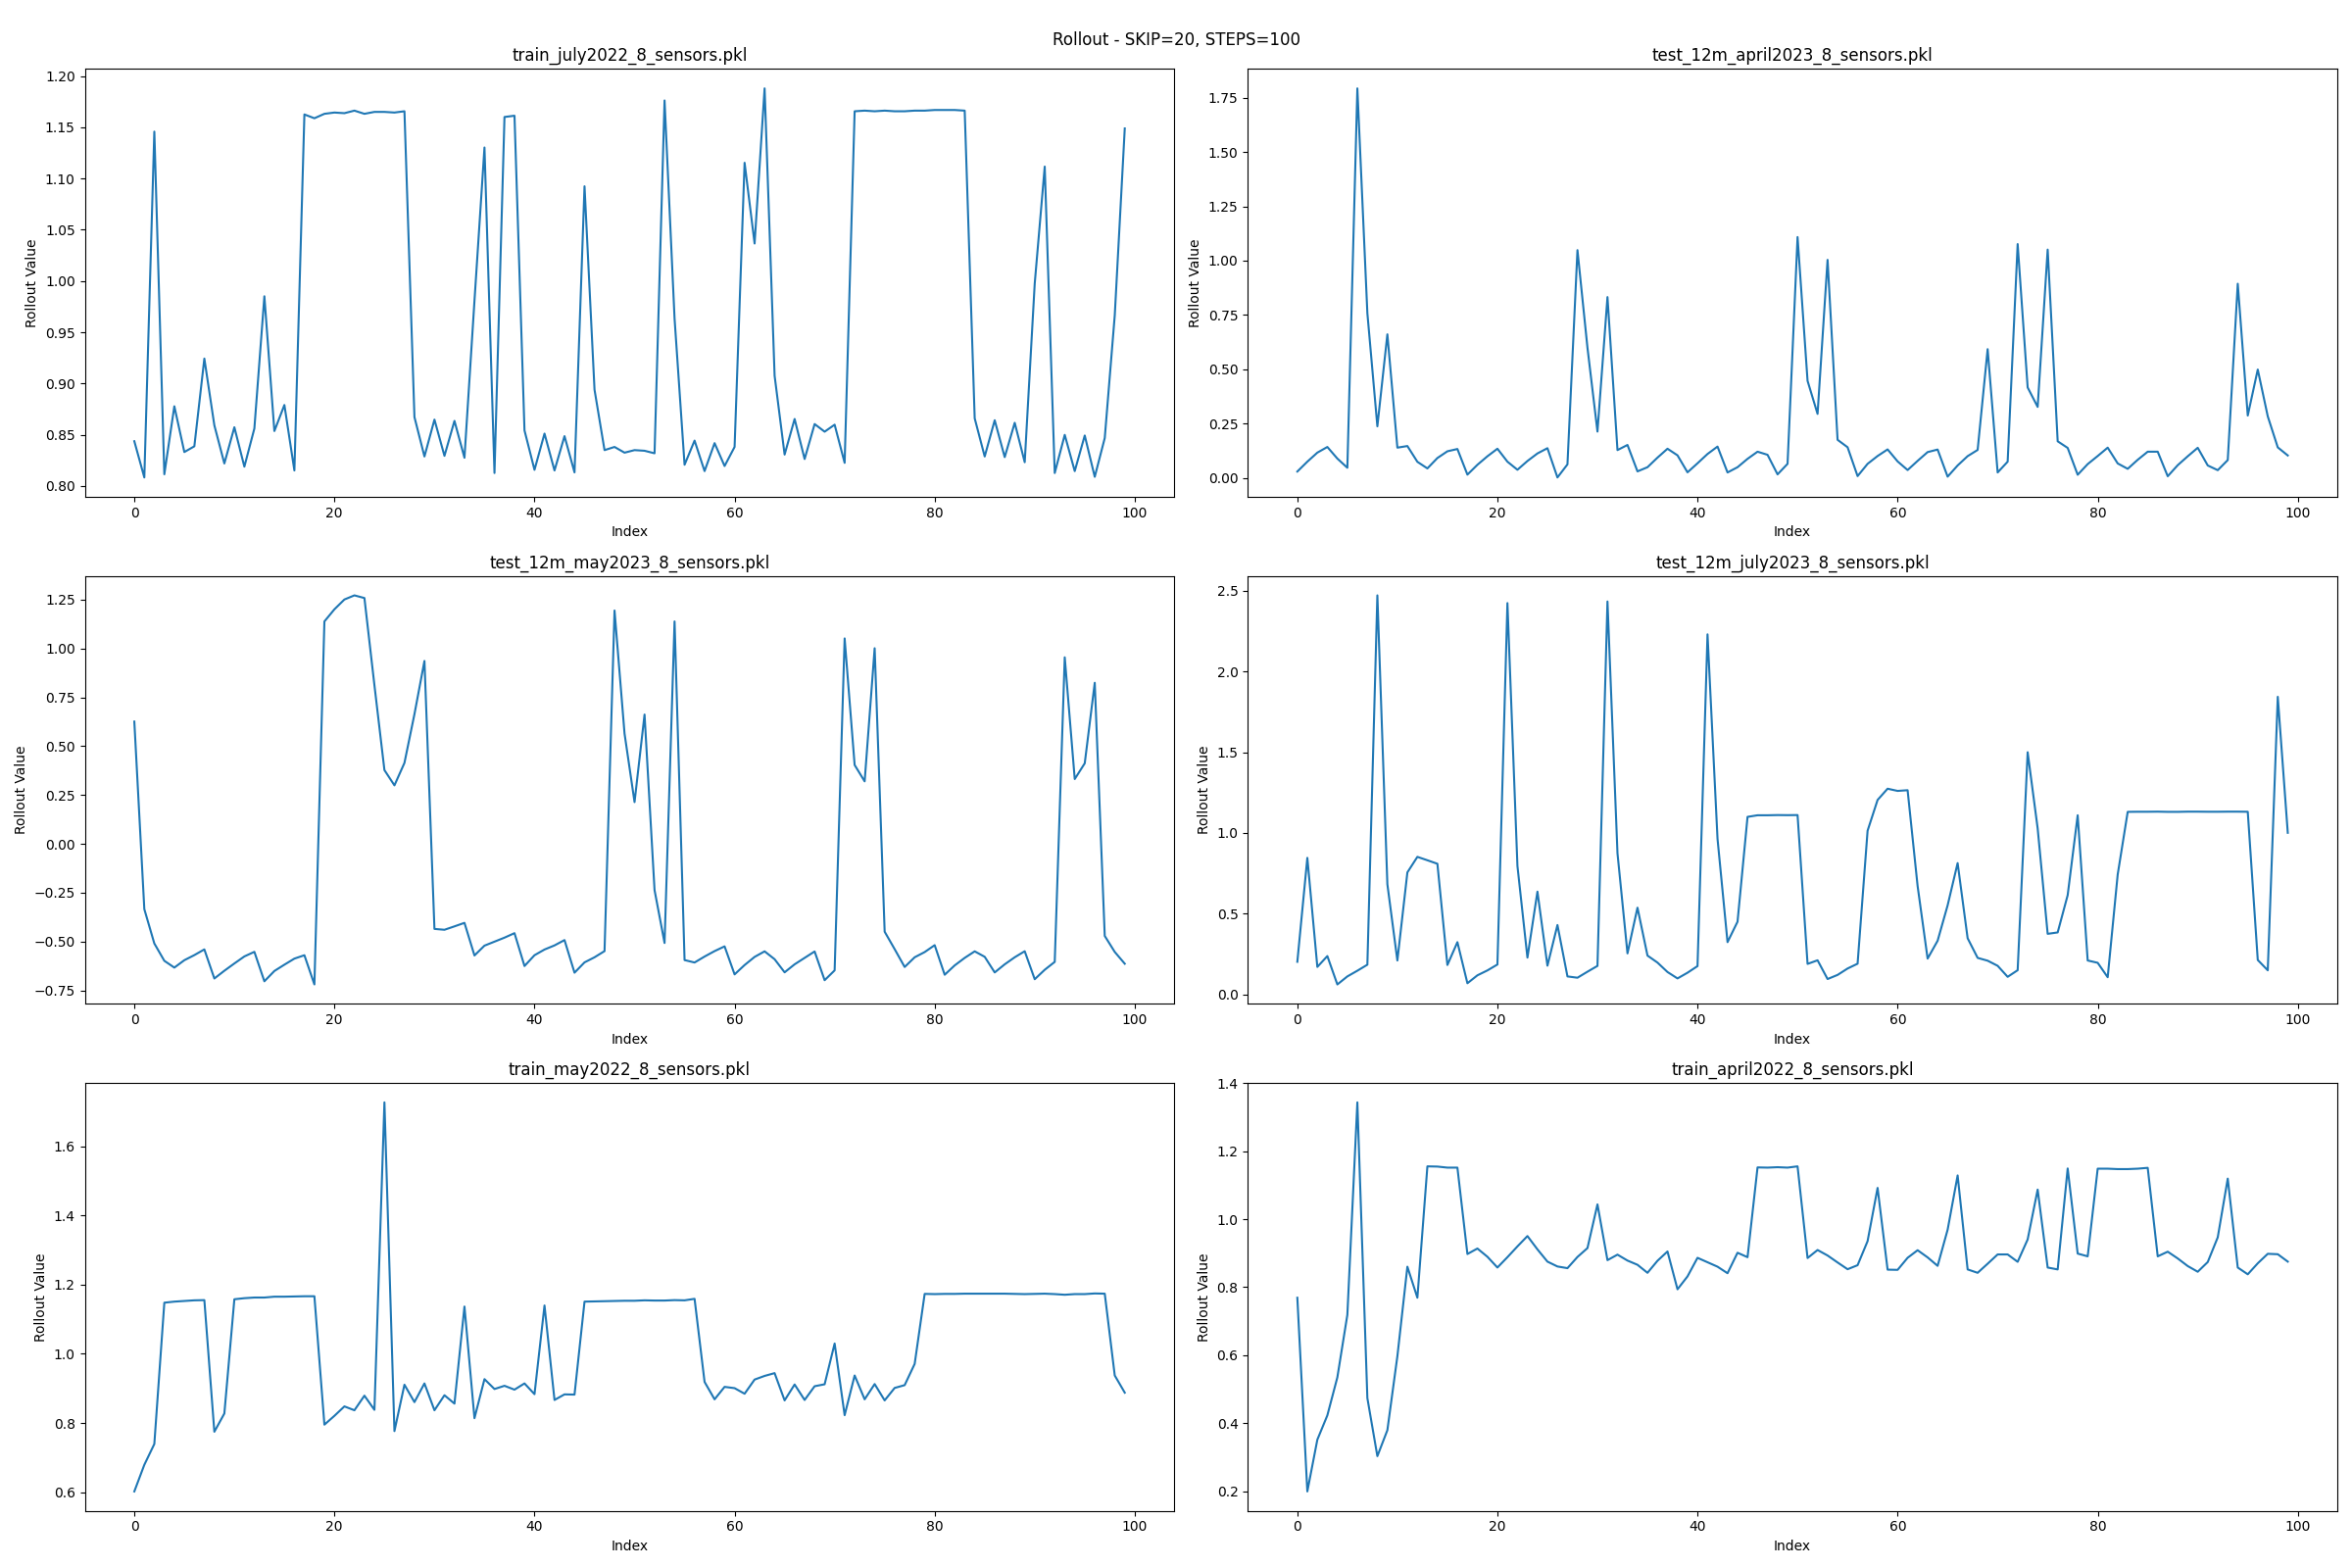 Rollout - SKIP=20, STEPS=100
train_july2022_8_sensors.pkl
Rollout Value
1.20
1.15
1.10
1.05
1.00
0.95
0.90
0.85
0.80
0 20 40 60 80 100
Index
test_12m_april2023_8_sensors.pkl
Rollout Value
1.75
1.50
1.25
1.00
0.75
0.50
0.25
0.00
0 20 40 60 80 100
Index
test_12m_may2023_8_sensors.pkl
Rollout Value
1.25
1.00
0.75
0.50
0.25
0.00
−0.25
−0.50
−0.75
0 20 40 60 80 100
Index
test_12m_july2023_8_sensors.pkl
Rollout Value
2.5
2.0
1.5
1.0
0.5
0.0
0 20 40 60 80 100
Index
train_may2022_8_sensors.pkl
Rollout Value
1.6
1.4
1.2
1.0
0.8
0.6
0 20 40 60 80 100
Index
train_april2022_8_sensors.pkl
Rollout Value
1.4
1.2
1.0
0.8
0.6
0.4
0.2
0 20 40 60 80 100
Index